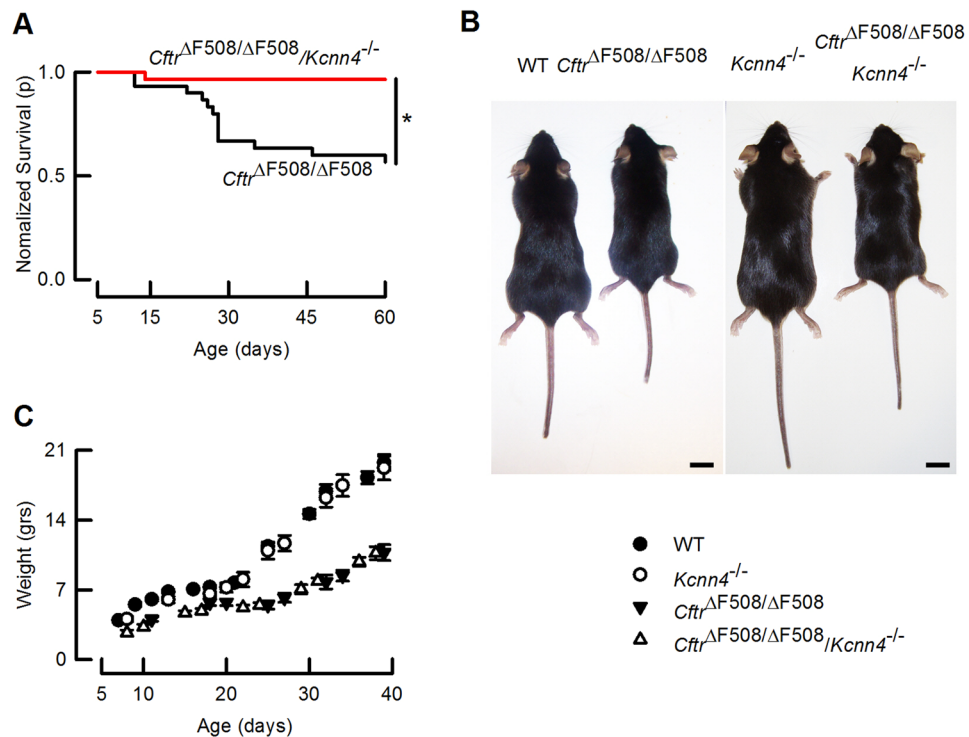 A
Cftr ΔF508/ΔF508/Kcnn4-/-
1.0
0.5
0.0
Nomalized Survival (p)
*
Cftr ΔF508/ΔF508
5 15 30 45 60
Age (days)
B
WT Cftr ΔF508/ΔF508 Kcnn4-/- Cftr ΔF508/ΔF508
Kcnn4-/-
C
21
14
7
0
Weight (grs)
5 10 20 30 40
Age (days)
WT
Kcnn4-/-
Cftr ΔF508/ΔF508
Cftr ΔF508/ΔF508/Kcnn4-/-